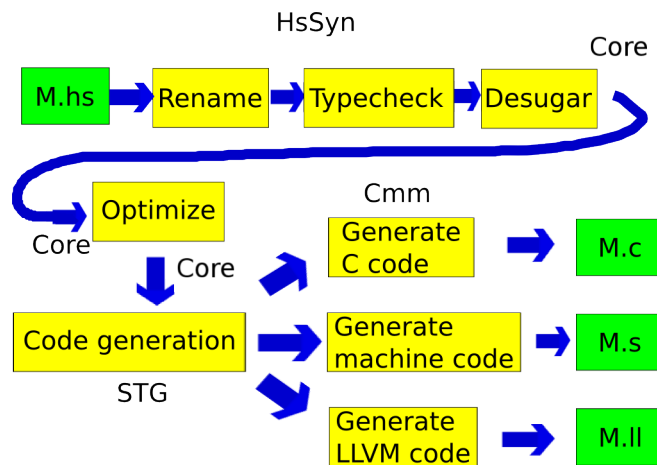 HsSyn
Core
M.hs
Rename
Typecheck
Desugar
Optimize
Core
Core
Cmm
Generate
C code
M.c
Code generation
STG
Generate
machine code
M.s
Generate
LLVM code
M.ll